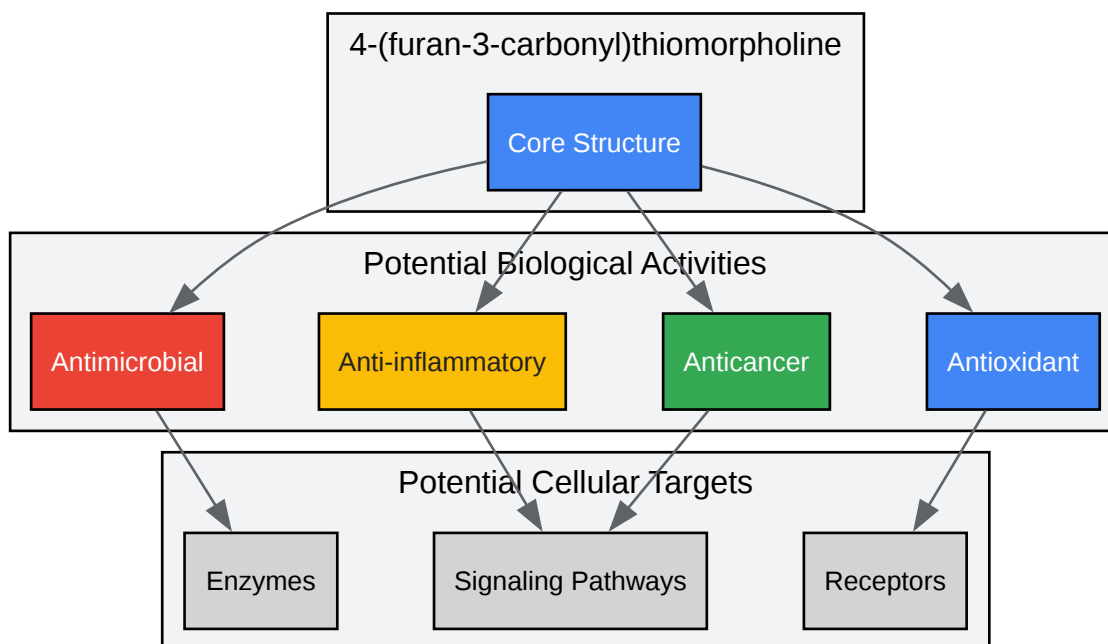 4-(furan-3-carbonyl)thiomorpholine
Core Structure
Potential Biological Activities
Antimicrobial
Anti-inflammatory
Anticancer
Antioxidant
Potential Cellular Targets
Enzymes
Signaling Pathways
Receptors